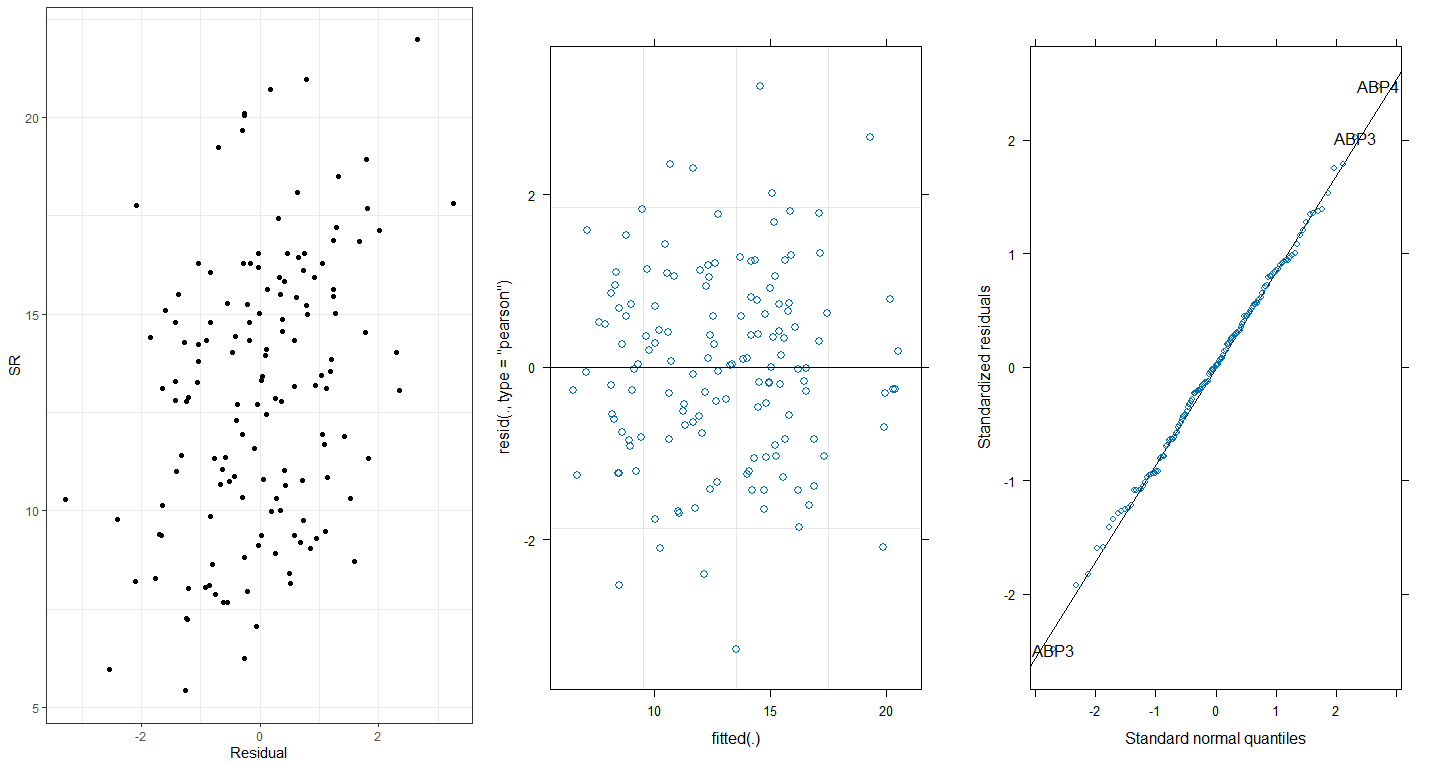 SR
20
15
10
5
-2
0
2
Residual
resid(., type = "pearson")
2
0
-2
10
15
20
fitted(.)
Standardized residuals
2
1
0
-1
-2
ABP4
ABP3
ABP3
-2
-1
0
1
2
Standard normal quantiles